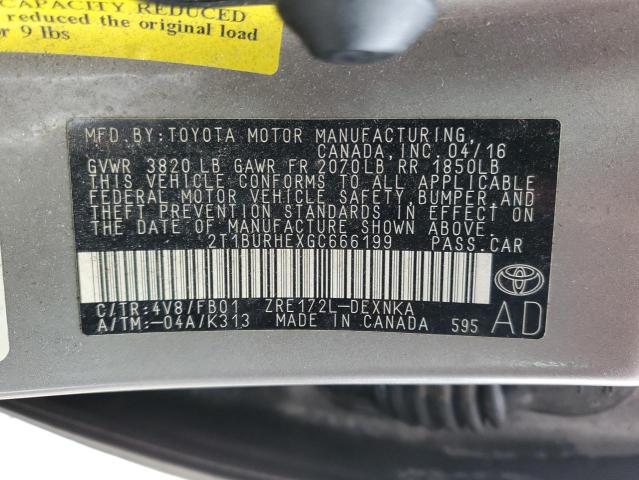 CAPACITY REDUCED
reduced the original load
or 9 lbs
MFD. BY: TOYOTA MOTOR MANUFACTURING,
CANADA, INC. 04/16
GVWR 3820 LB GAWR FR 2070LB RR 1850LB
THIS VEHICLE CONFORMS TO ALL APPLICABLE
FEDERAL MOTOR VEHICLE SAFETY, BUMPER, AND
THEFT PREVENTION STANDARDS IN EFFECT ON
THE DATE OF MANUFACTURE SHOWN ABOVE.
2T1BURHEXGC666199 PASS. CAR
C/TR: 4V8/FB01 ZRE172L-DEXNKA
A/TM: -04A/K313 MADE IN CANADA 595 AD
TOYOTA